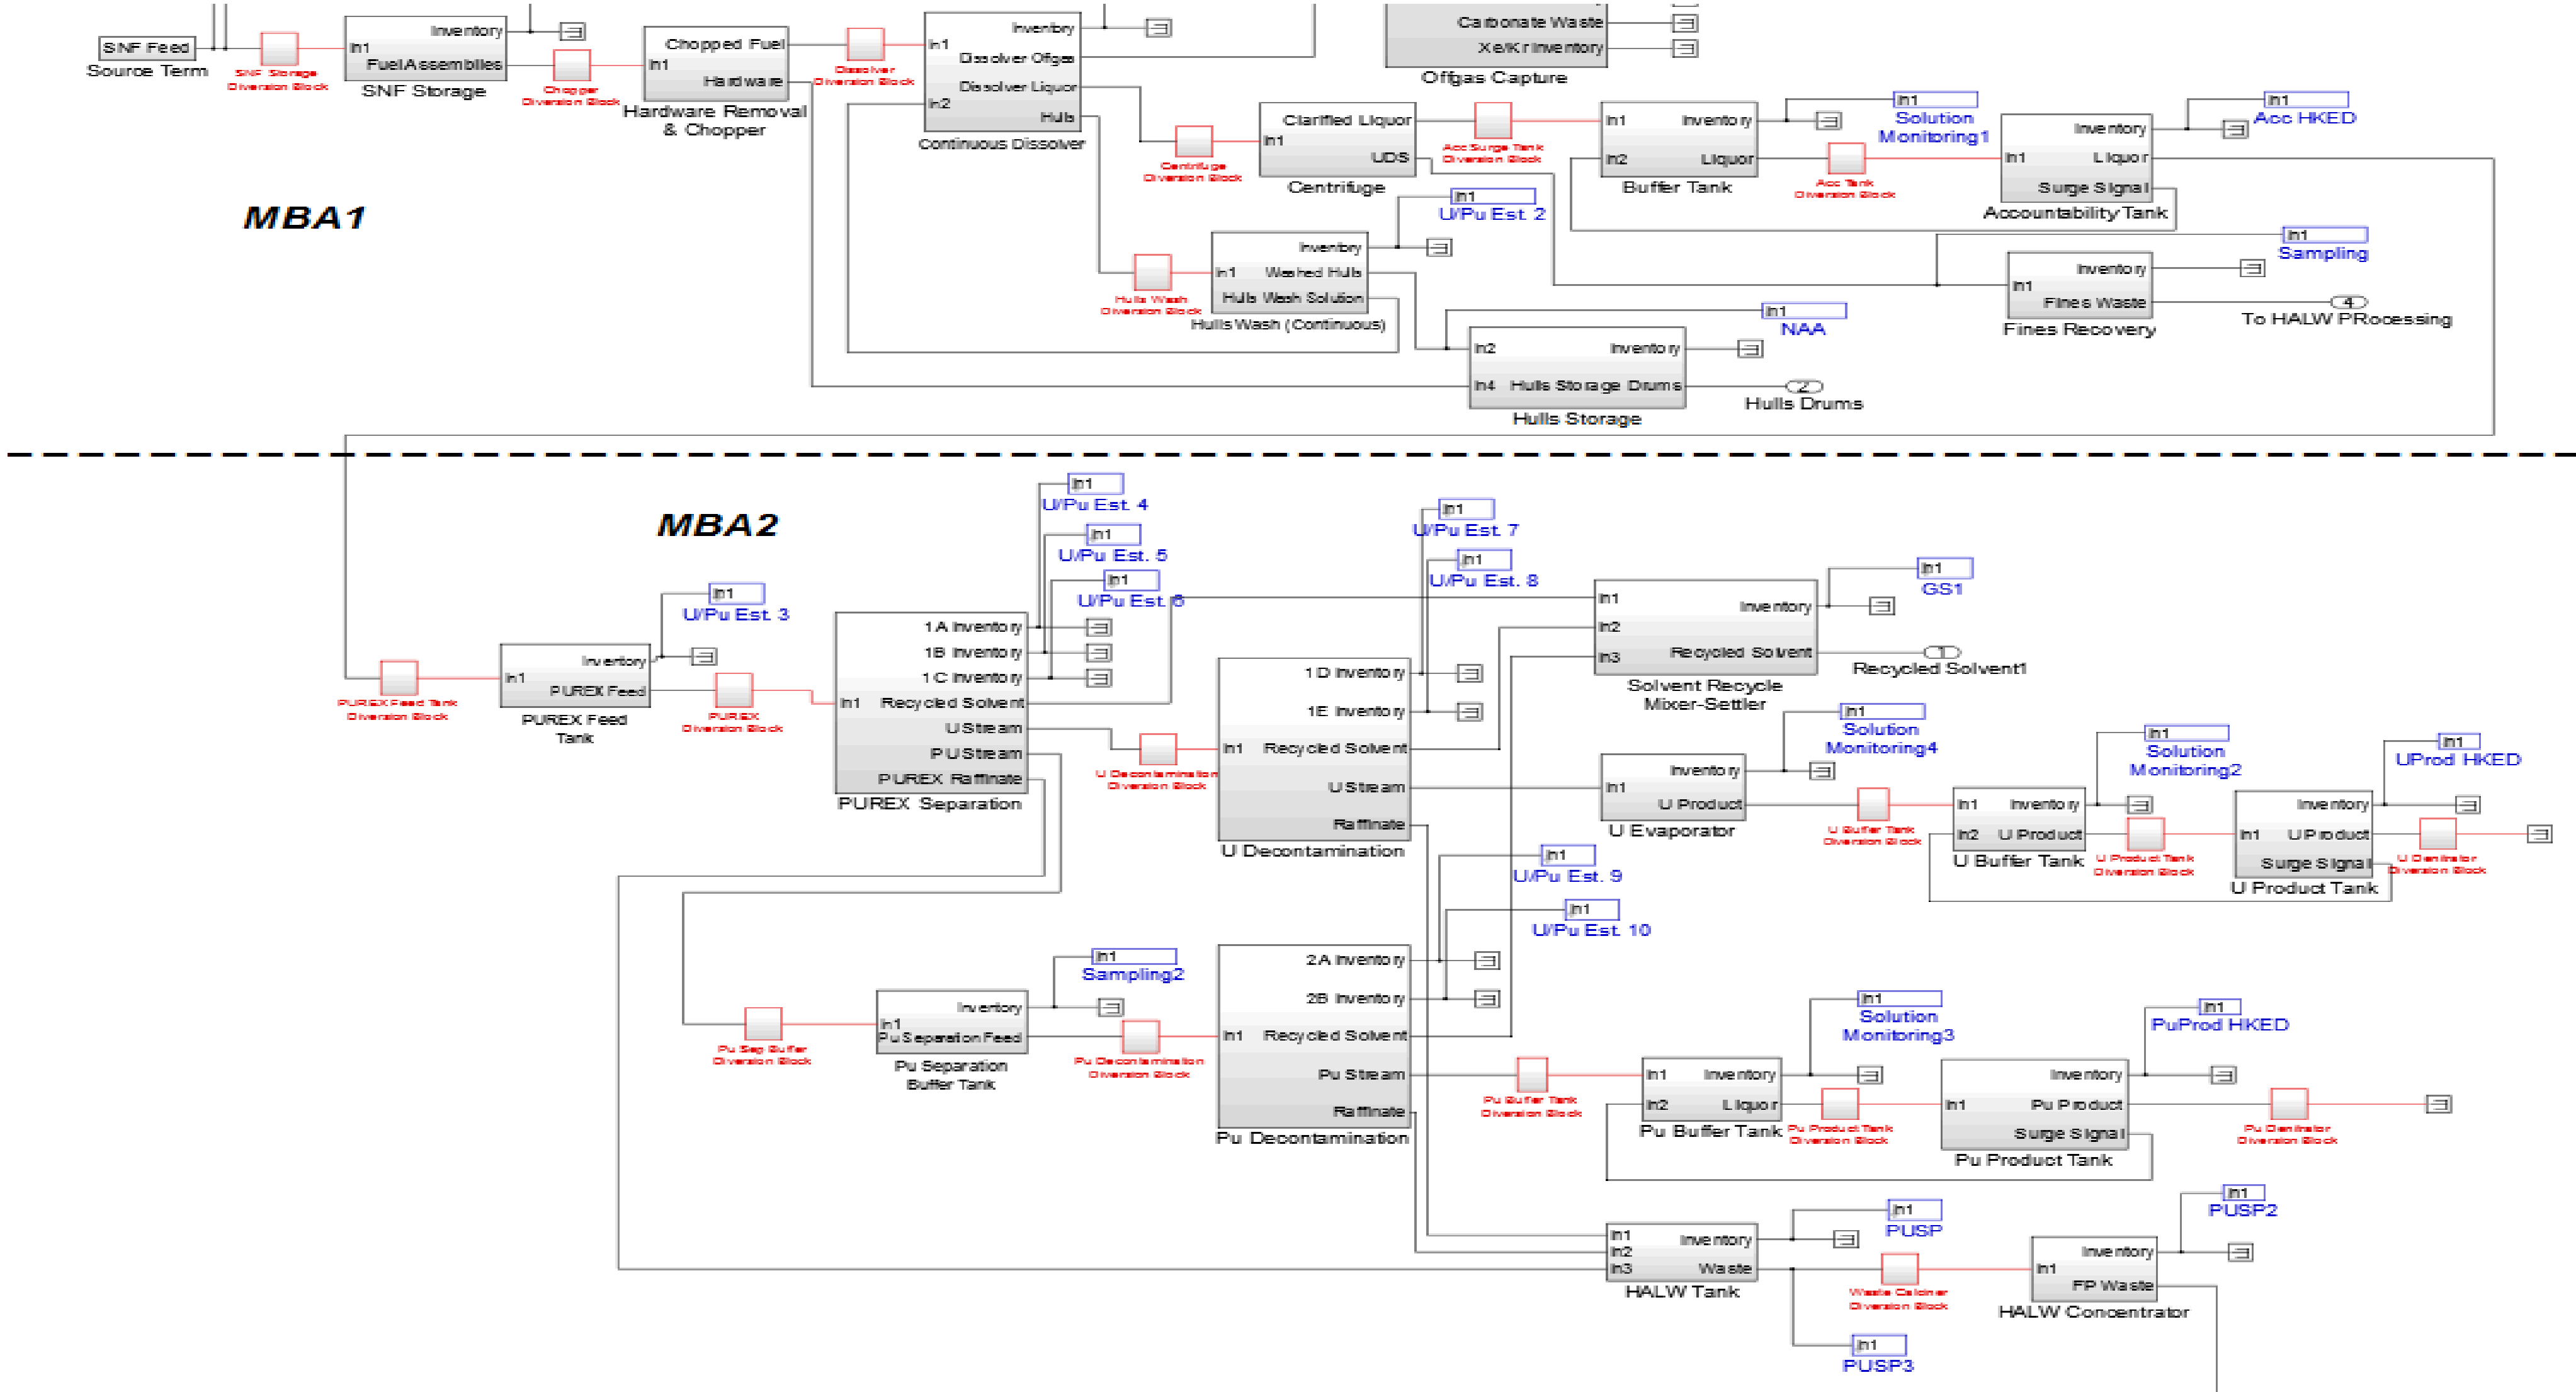 SNF Feed
Source Term
SNF Storage
Diversion Block
In1
Inventory
Fuel Assemblies
SNF Storage
Chopper
Diversion Block
In1
Chopped Fuel
Hardware
Hardware Removal
& Chopper
Dissolver
Diversion Block
In1
In2
Inventory
Dissolver Offgas
Dissolver Liquor
Hulls
Continuous Dissolver
Carbonate Waste
Xe/Kr Inventory
Offgas Capture
Centrifuge
Diversion Block
In1
Clarified Liquor
UDS
Centrifuge
Acc Surge Tank
Diversion Block
In1
In2
Inventory
Liquor
Buffer Tank
In1
Solution
Monitoring1
Acc Tank
Diversion Block
In1
Inventory
Liquor
Surge Signal
Accountability Tank
In1
Acc HKED
MBA1
In1
U/Pu Est. 2
Hulls Wash
Diversion Block
In1
Inventory
Washed Hulls
Hulls Wash Solution
Hulls Wash (Continuous)
In1
Sampling
In1
Inventory
Fines Waste
Fines Recovery
4
To HALW PRocessing
In1
NAA
In2
In4
Inventory
Hulls Storage Drums
Hulls Storage
2
Hulls Drums
MBA2
In1
U/Pu Est. 4
In1
U/Pu Est. 5
In1
U/Pu Est. 6
In1
U/Pu Est. 7
In1
U/Pu Est. 8
In1
U/Pu Est. 3
PUREX Feed Tank
Diversion Block
In1
Inventory
PUREX Feed
PUREX Feed
Tank
PUREX
Diversion Block
In1
1A Inventory
1B Inventory
1C Inventory
Recycled Solvent
U Stream
PU Stream
PUREX Raffinate
PUREX Separation
U Decontamination
Diversion Block
In1
1D Inventory
1E Inventory
Recycled Solvent
U Stream
Raffinate
U Decontamination
In1
In2
In3
Inventory
Recycled Solvent
Solvent Recycle
Mixer-Settler
In1
GS1
1
Recycled Solvent1
In1
Inventory
U Product
U Evaporator
In1
Solution
Monitoring4
U Buffer Tank
Diversion Block
In1
In2
Inventory
U Product
U Buffer Tank
In1
Solution
Monitoring2
U Product Tank
Diversion Block
In1
Inventory
U Product
Surge Signal
U Product Tank
In1
UProd HKED
U Denitrator
Diversion Block
In1
U/Pu Est. 9
In1
U/Pu Est. 10
In1
Sampling2
Pu Sep Buffer
Diversion Block
In1
Inventory
Pu Separation Feed
Pu Separation
Buffer Tank
Pu Decontamination
Diversion Block
In1
2A Inventory
2B Inventory
Recycled Solvent
Pu Stream
Raffinate
Pu Decontamination
Pu Buffer Tank
Diversion Block
In1
In2
Inventory
Liquor
Pu Buffer Tank
In1
Solution
Monitoring3
Pu Product Tank
Diversion Block
In1
Inventory
Pu Product
Surge Signal
Pu Product Tank
In1
PuProd HKED
Pu Denitrator
Diversion Block
In1
In2
In3
Inventory
Waste
HALW Tank
In1
PUSP
Waste Calciner
Diversion Block
In1
PUSP3
In1
Inventory
FP Waste
HALW Concentrator
In1
PUSP2